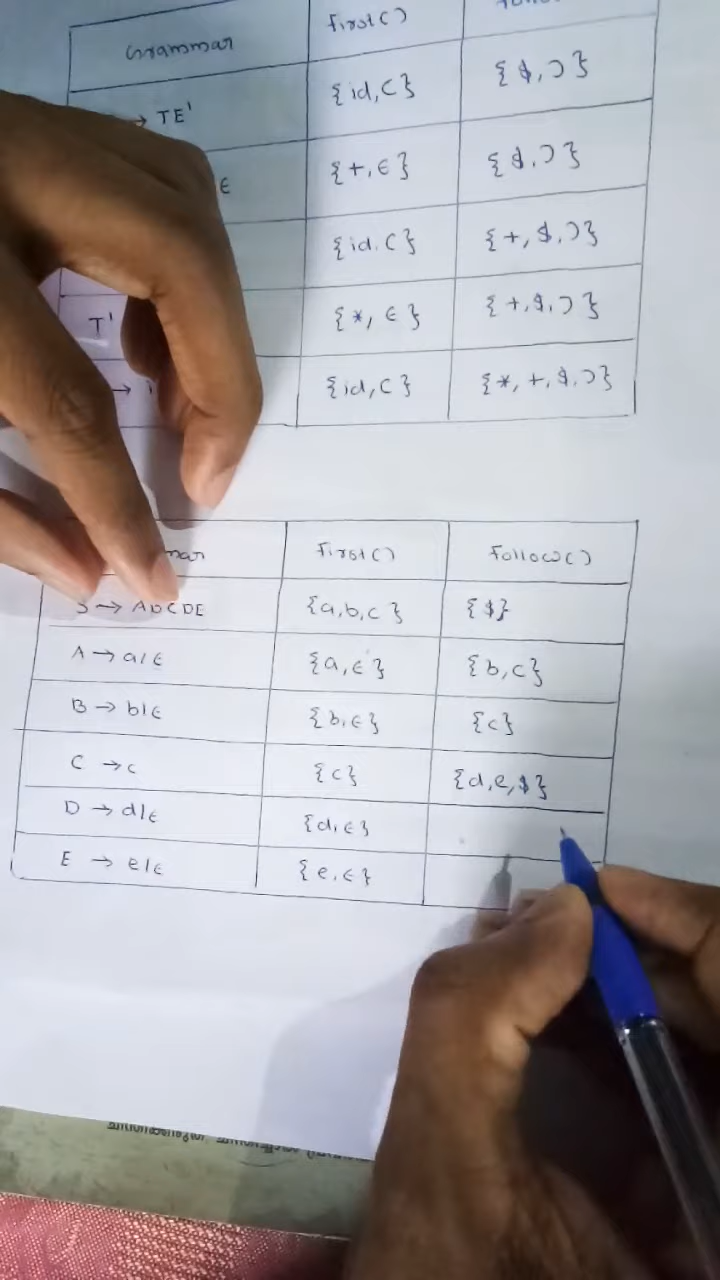 Grammar First()
→ TE' {id, (} {$, )}
ϵ {+, ϵ} {$, )}
{id, (} {+, $, )}
T' {*, ϵ} {+, $, )}
→ {id, (} {*, +, $, )}
First() Follow()
S → ABCDE {a, b, c} {$}
A → a/ϵ {a, ϵ} {b, c}
B → b/ϵ {b, ϵ} {c}
C → c {c} {d, e, $}
D → d/ϵ {d, ϵ}
E → e/ϵ {e, ϵ}